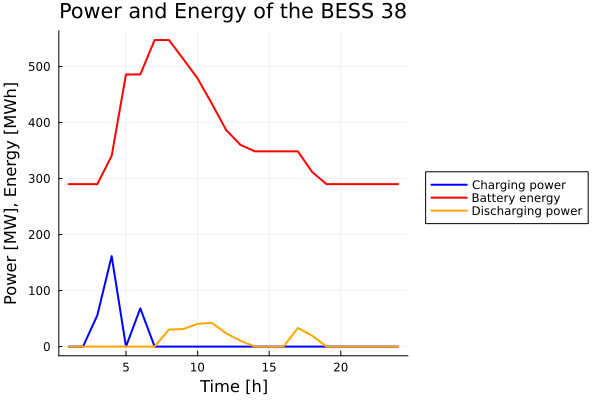 Power and Energy of the BESS 38
Power [MW], Energy [MWh]
500
400
300
200
100
0
5
10
15
20
Time [h]
Charging power
Battery energy
Discharging power